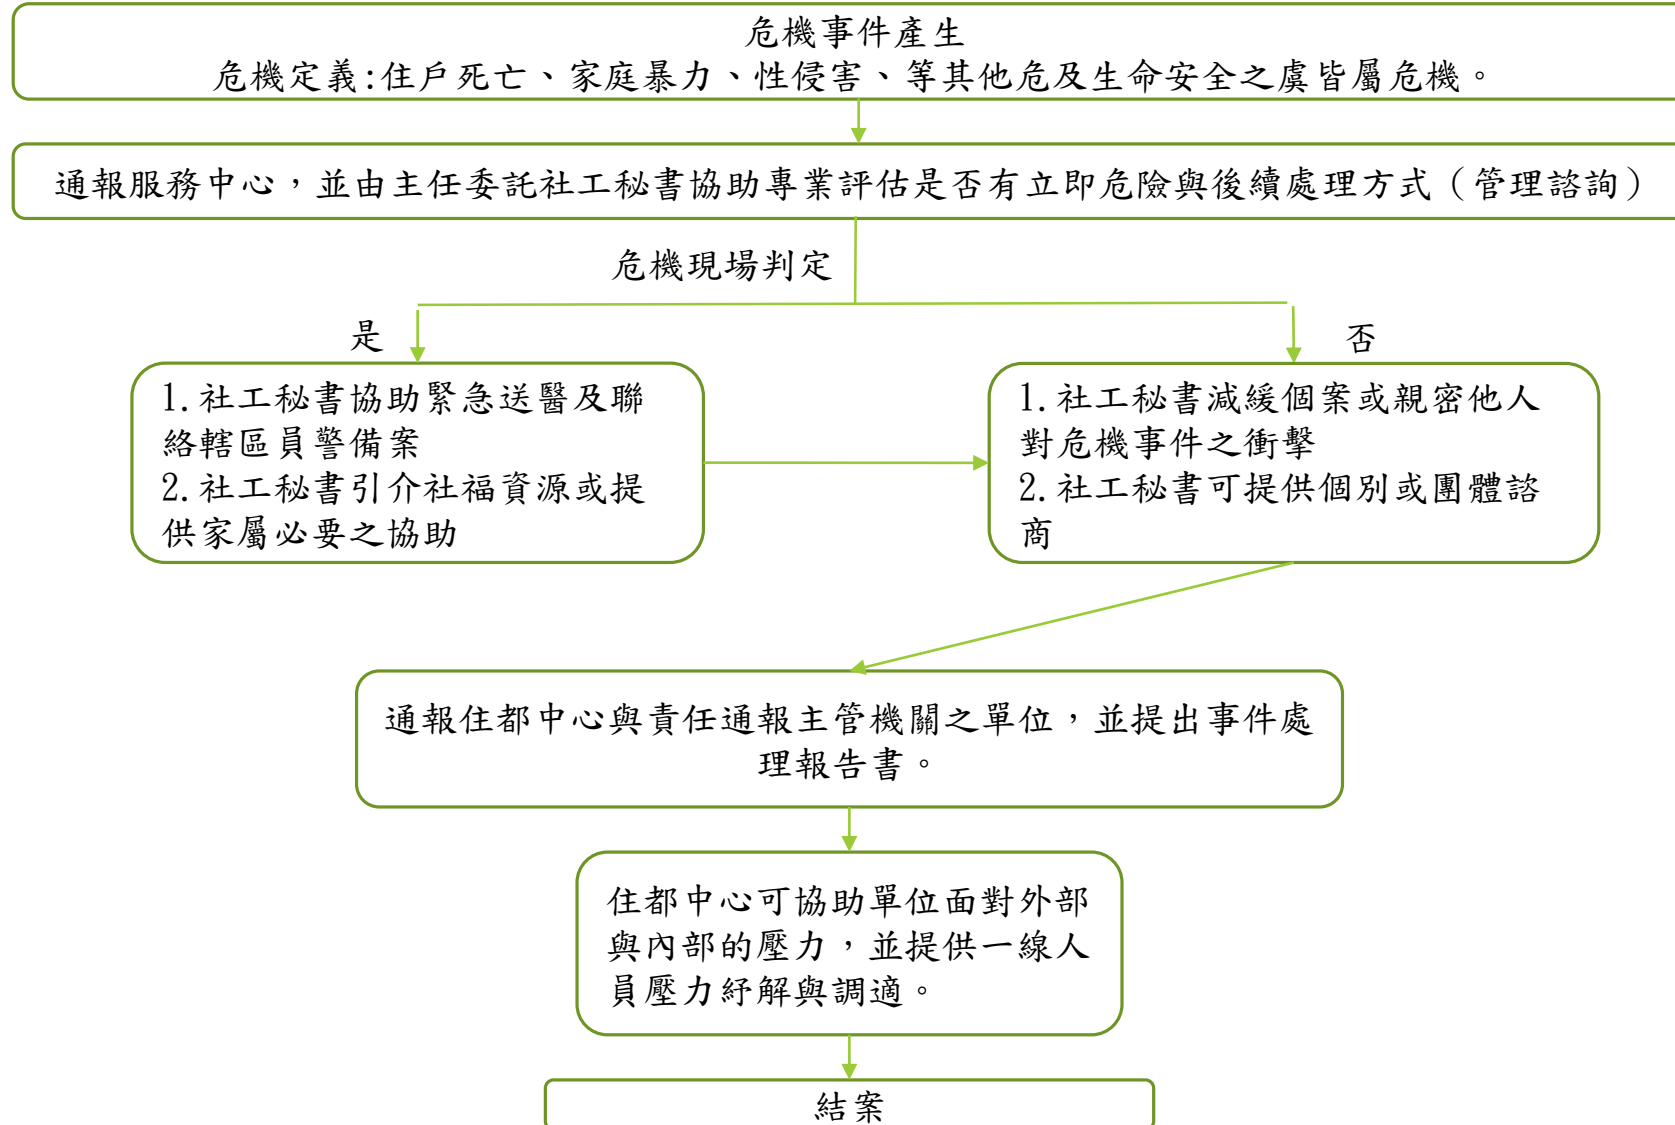 危機事件產生
危機定義:住戶死亡、家庭暴力、性侵害、等其他危及生命安全之虞皆屬危機。
通報服務中心，並由主任委託社工秘書協助專業評估是否有立即危險與後續處理方式（管理諮詢）
危機現場判定
是
否
1.社工秘書協助緊急送醫及聯
絡轄區員警備案
2.社工秘書引介社福資源或提
供家屬必要之協助
1.社工秘書減緩個案或親密他人
對危機事件之衝擊
2.社工秘書可提供個別或團體諮
商
通報住都中心與責任通報主管機關之單位，並提出事件處
理報告書。
住都中心可協助單位面對外部
與內部的壓力，並提供一線人
員壓力紓解與調適。
結案